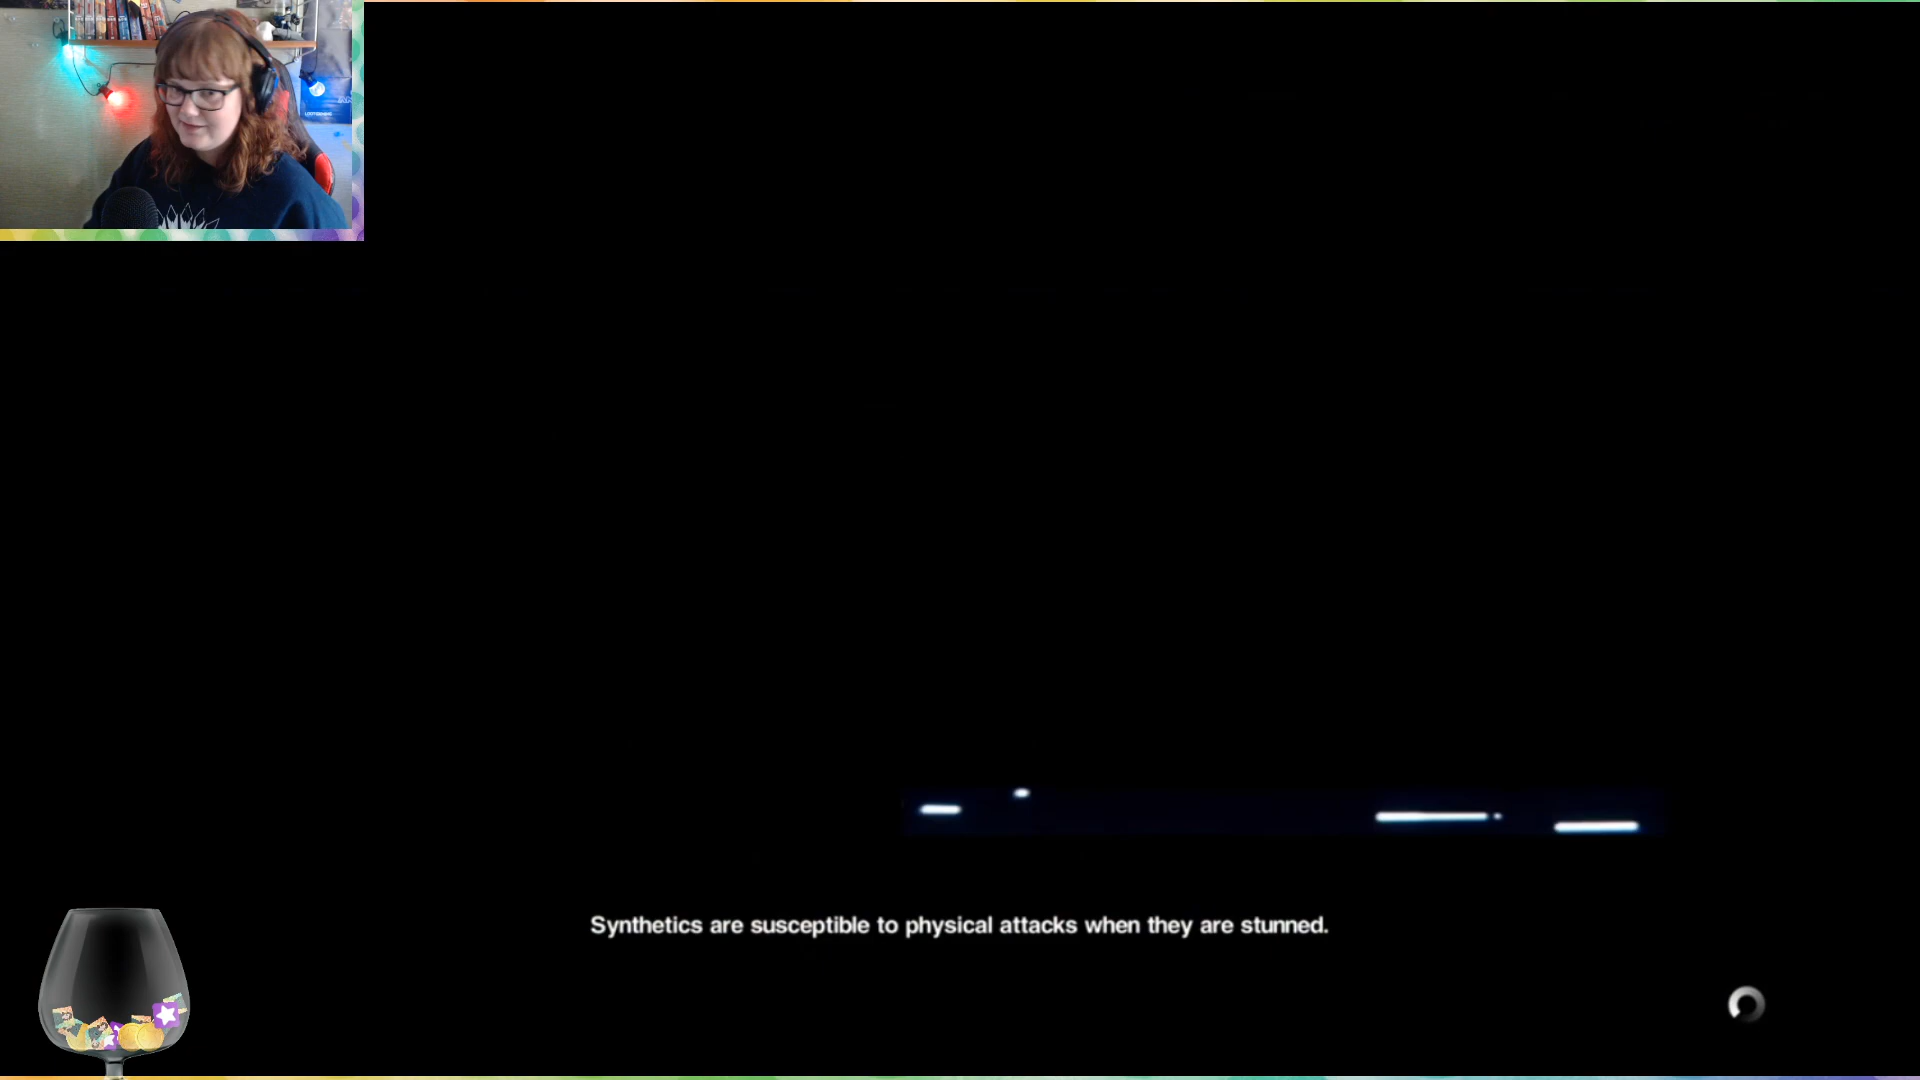 Synthetics are susceptible to physical attacks when they are stunned.